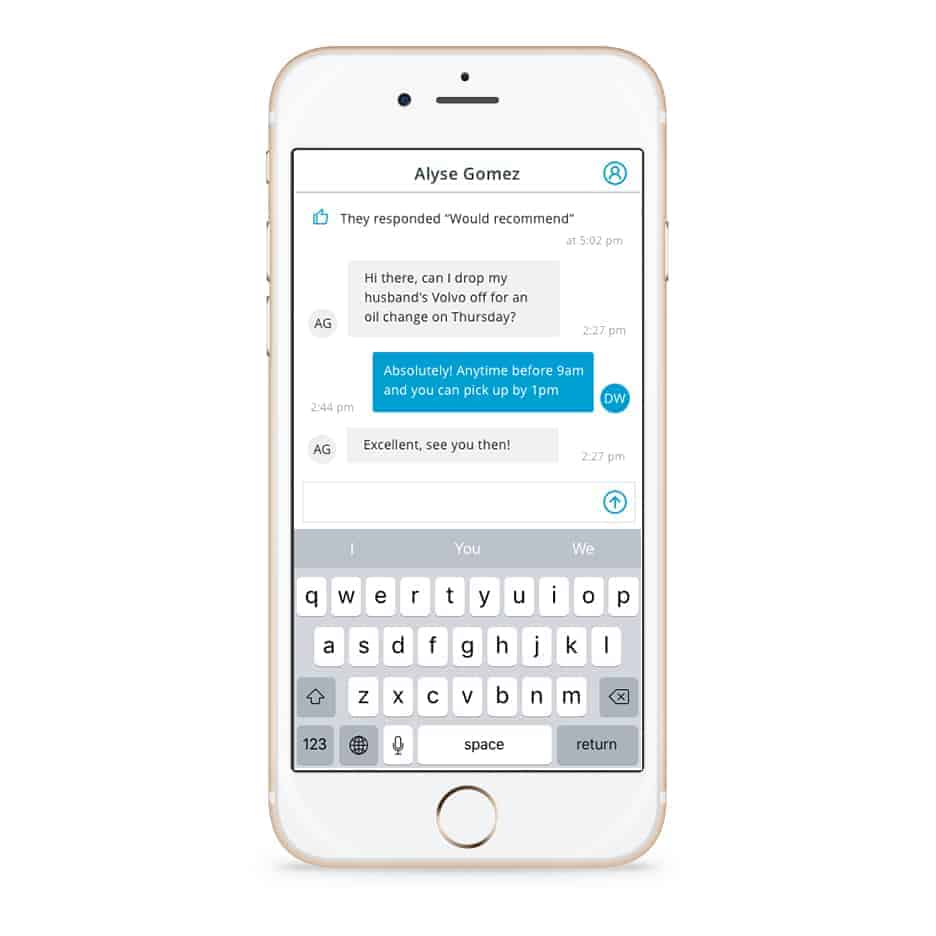 Alyse Gomez
They responded “Would recommend”
at 5:02 pm
Hi there, can I drop my
husband's Volvo off for an
oil change on Thursday?
AG
2:27 pm
Absolutely! Anytime before 9am
and you can pick up by 1pm
DW
2:44 pm
Excellent, see you then!
AG
2:27 pm
I You We
q w e r t y u i o p
a s d f g h j k l
z x c v b n m
123 space return